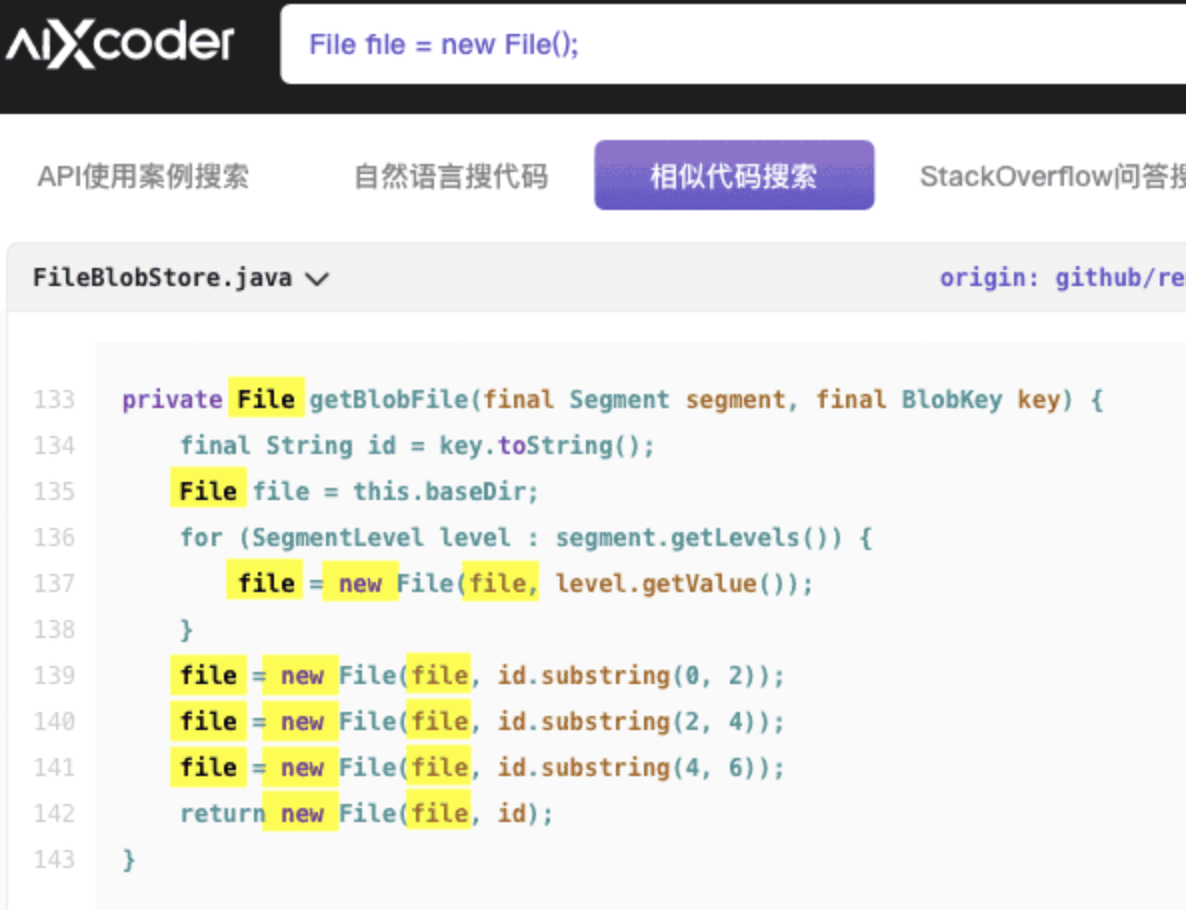 aiXcoder
File file = new File();
API使用案例搜索 自然语言搜代码 相似代码搜索 StackOverflow问答搜
FileBlobStore.java origin: github/re
133 private File getBlobFile(final Segment segment, final BlobKey key) {
134 final String id = key.toString();
135 File file = this.baseDir;
136 for (SegmentLevel level : segment.getLevels()) {
137 file = new File(file, level.getValue());
138 }
139 file = new File(file, id.substring(0, 2));
140 file = new File(file, id.substring(2, 4));
141 file = new File(file, id.substring(4, 6));
142 return new File(file, id);
143 }